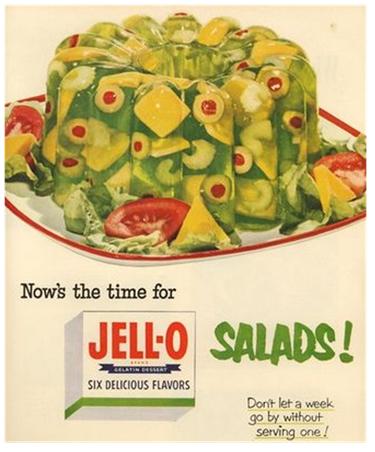 Now's the time for
JELL-O
BRAND
GELATIN DESSERT
SIX DELICIOUS FLAVORS
SALADS!
Don't let a week
go by without
serving one!